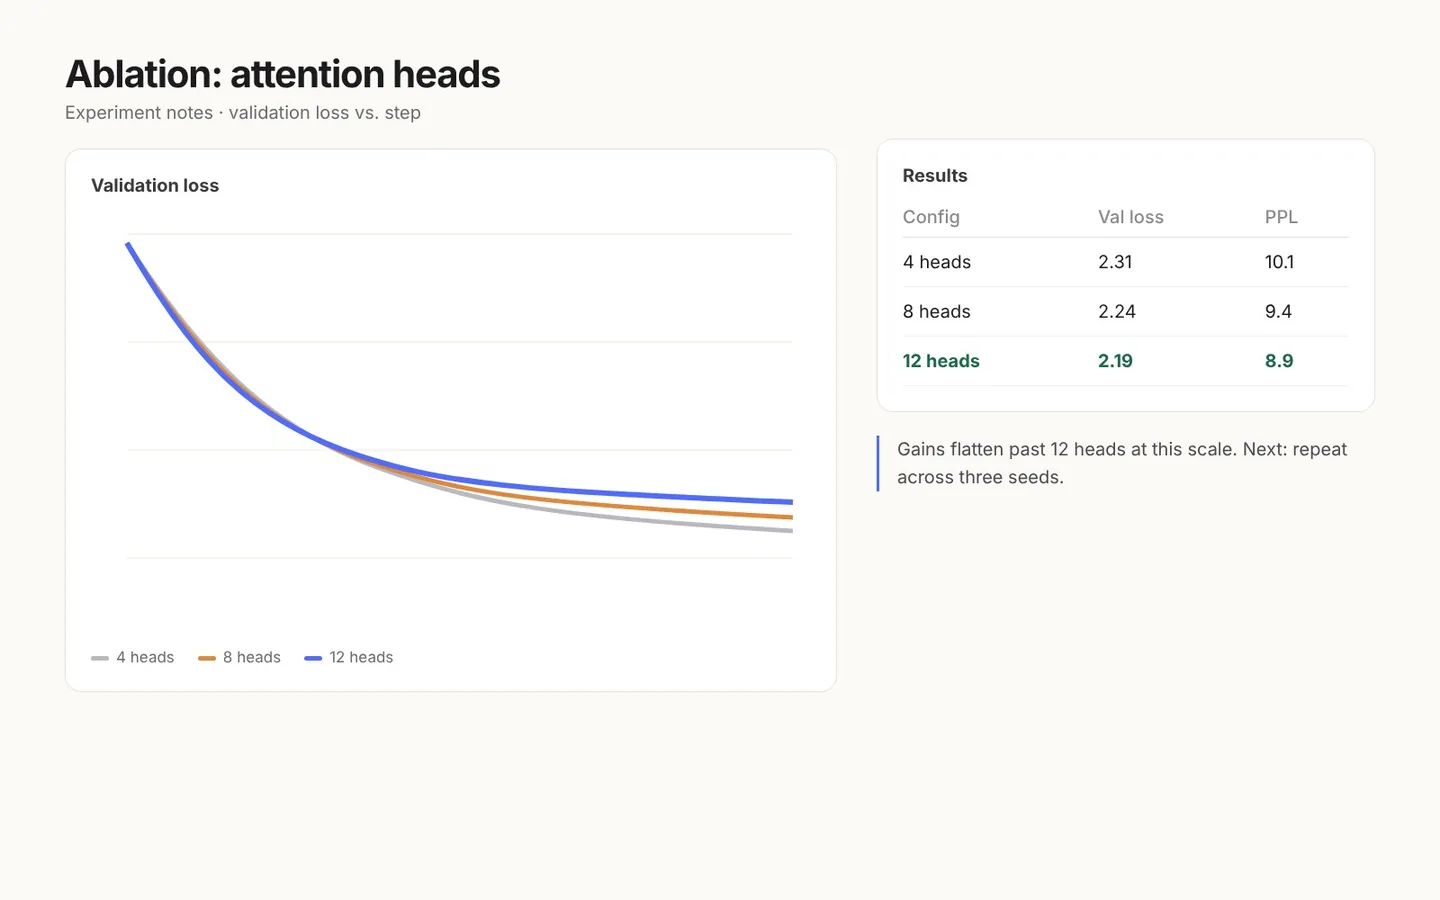 Ablation: attention heads
Experiment notes · validation loss vs. step
Validation loss
4 heads 8 heads 12 heads
Results
Config Val loss PPL
4 heads 2.31 10.1
8 heads 2.24 9.4
12 heads 2.19 8.9
Gains flatten past 12 heads at this scale. Next: repeat
across three seeds.